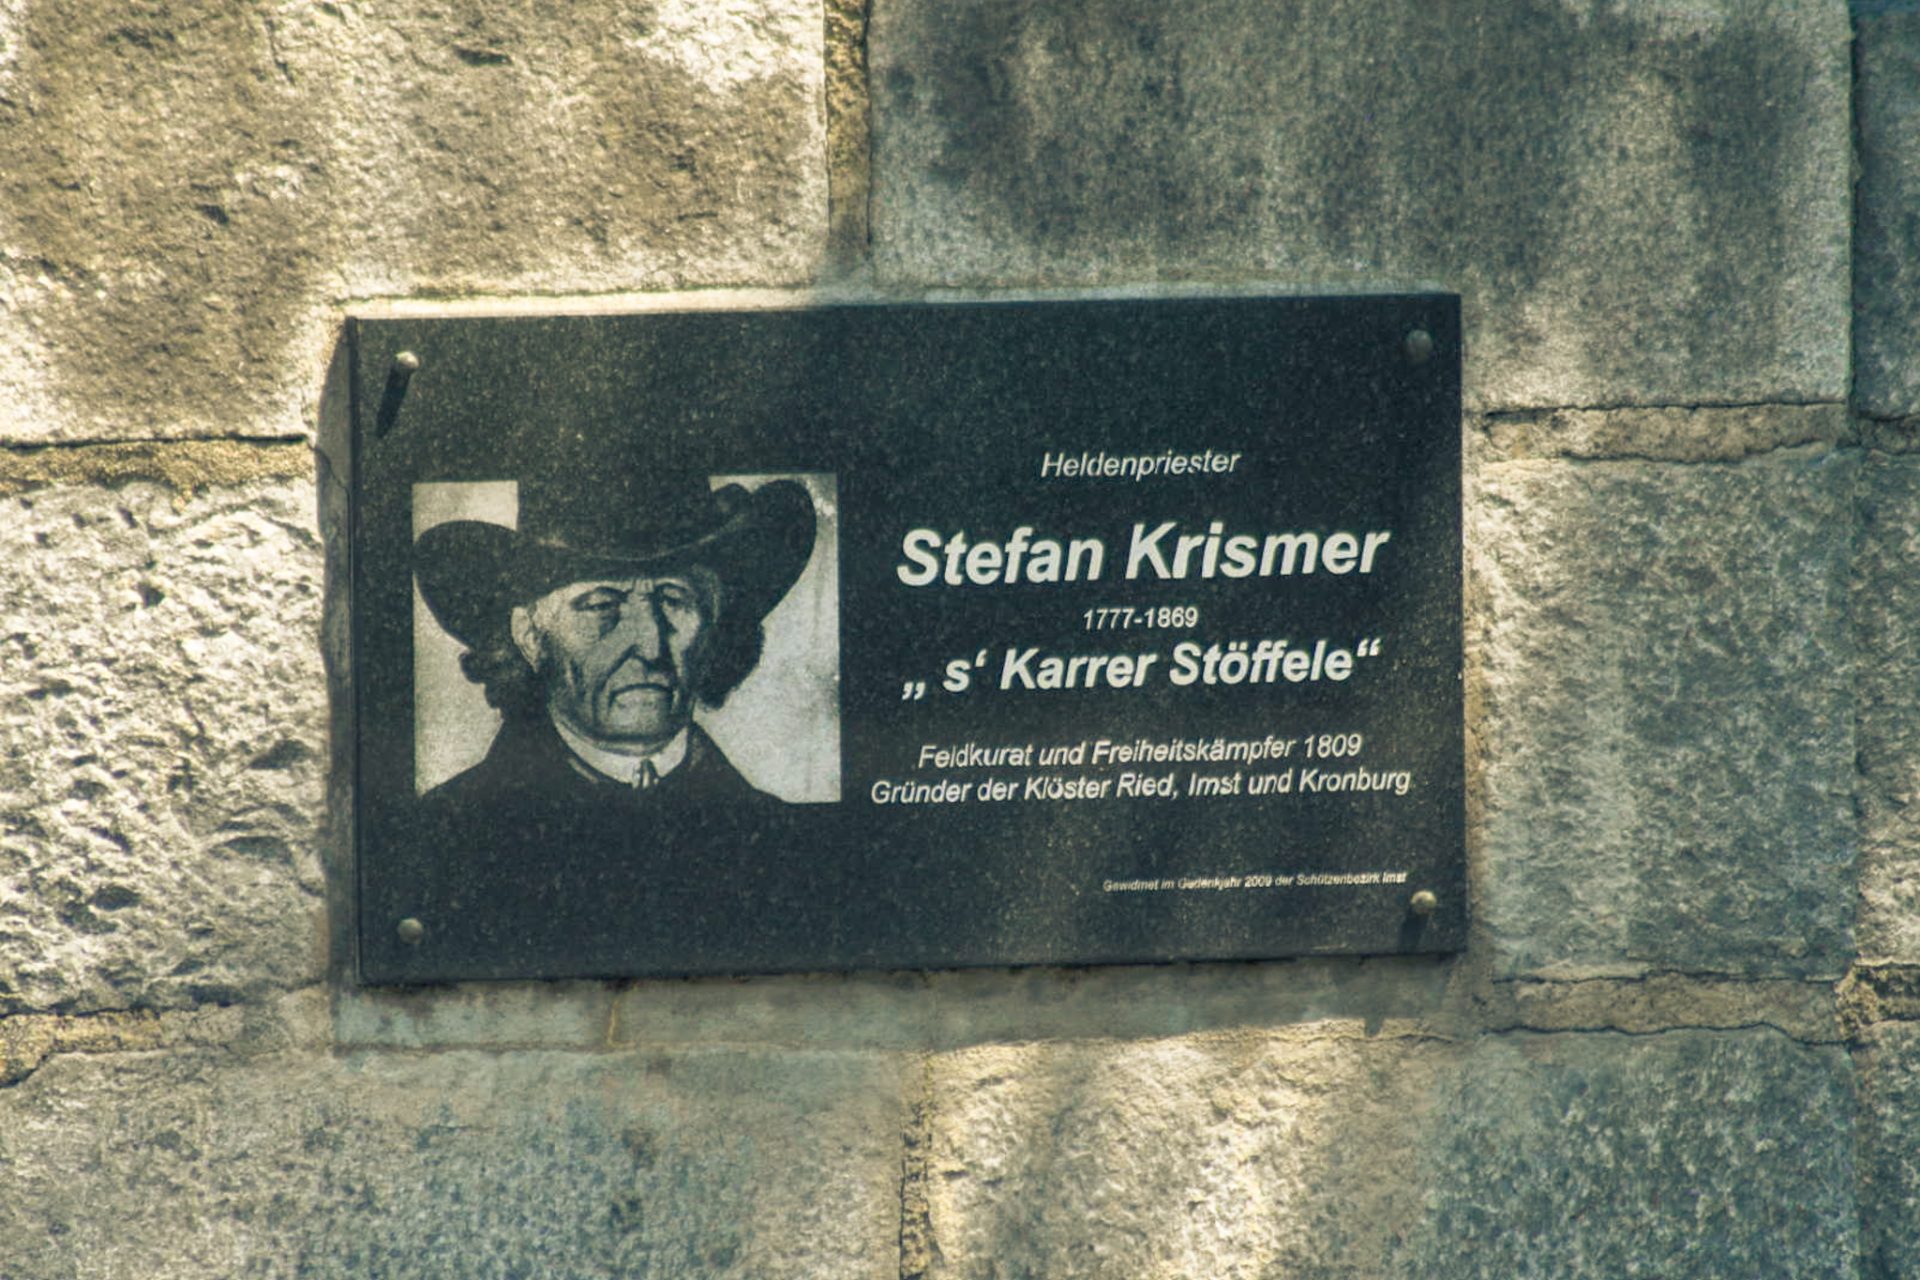 Heldenpriester
Stefan Krismer
1777-1869
„ s‘ Karrer Stöffele“
Feldkurat und Freiheitskämpfer 1809
Gründer der Klöster Ried, Imst und Kronburg
Gewidmet im Gedenkjahr 2009 der Schützenbezirk Imst